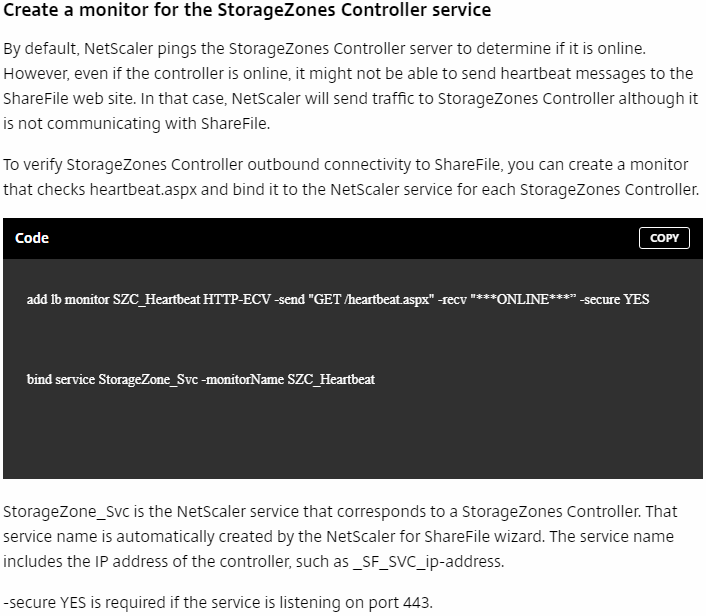 Create a monitor for the StorageZones Controller service
By default, NetScaler pings the StorageZones Controller server to determine if it is online.
However, even if the controller is online, it might not be able to send heartbeat messages to the
ShareFile web site. In that case, NetScaler will send traffic to StorageZones Controller although it
is not communicating with ShareFile.
To verify StorageZones Controller outbound connectivity to ShareFile, you can create a monitor
that checks heartbeat.aspx and bind it to the NetScaler service for each StorageZones Controller.
Code
COPY
add lb monitor SZC_Heartbeat HTTP-ECV -send "GET /heartbeat.aspx" -recv "***ONLINE***” -secure YES
bind service StorageZone_Svc -monitorName SZC_Heartbeat
StorageZone_Svc is the NetScaler service that corresponds to a StorageZones Controller. That
service name is automatically created by the NetScaler for ShareFile wizard. The service name
includes the IP address of the controller, such as _SF_SVC_ip-address.
-secure YES is required if the service is listening on port 443.